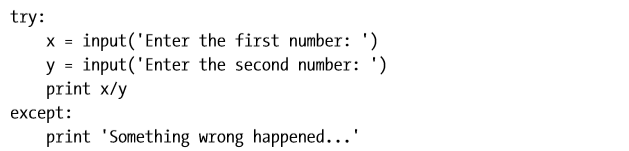 try:
    x = input('Enter the first number: ')
    y = input('Enter the second number: ')
    print x/y
except:
    print 'Something wrong happened...'